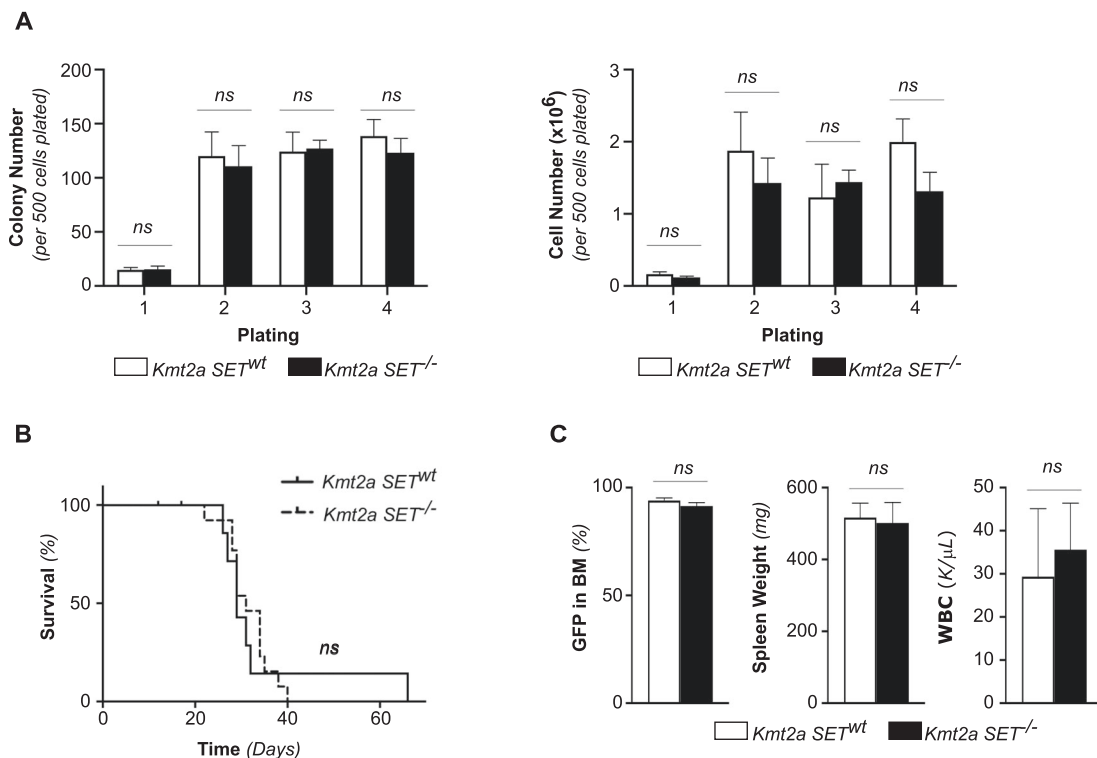 A
Colony Number
(per 500 cells plated)
200
150
100
50
0
ns
ns
ns
ns
1
2
3
4
Plating
Kmt2a SETwt
Kmt2a SET-/-
Cell Number (x10⁶)
(per 500 cells plated)
3
2
1
0
ns
ns
ns
ns
1
2
3
4
Plating
Kmt2a SETwt
Kmt2a SET-/-
B
Survival (%)
100
50
0
Kmt2a SETwt
Kmt2a SET-/-
ns
0
20
40
60
Time (Days)
C
GFP in BM (%)
100
50
0
ns
Spleen Weight (mg)
600
400
200
0
ns
WBC (K/μL)
50
40
30
20
10
0
ns
Kmt2a SETwt
Kmt2a SET-/-